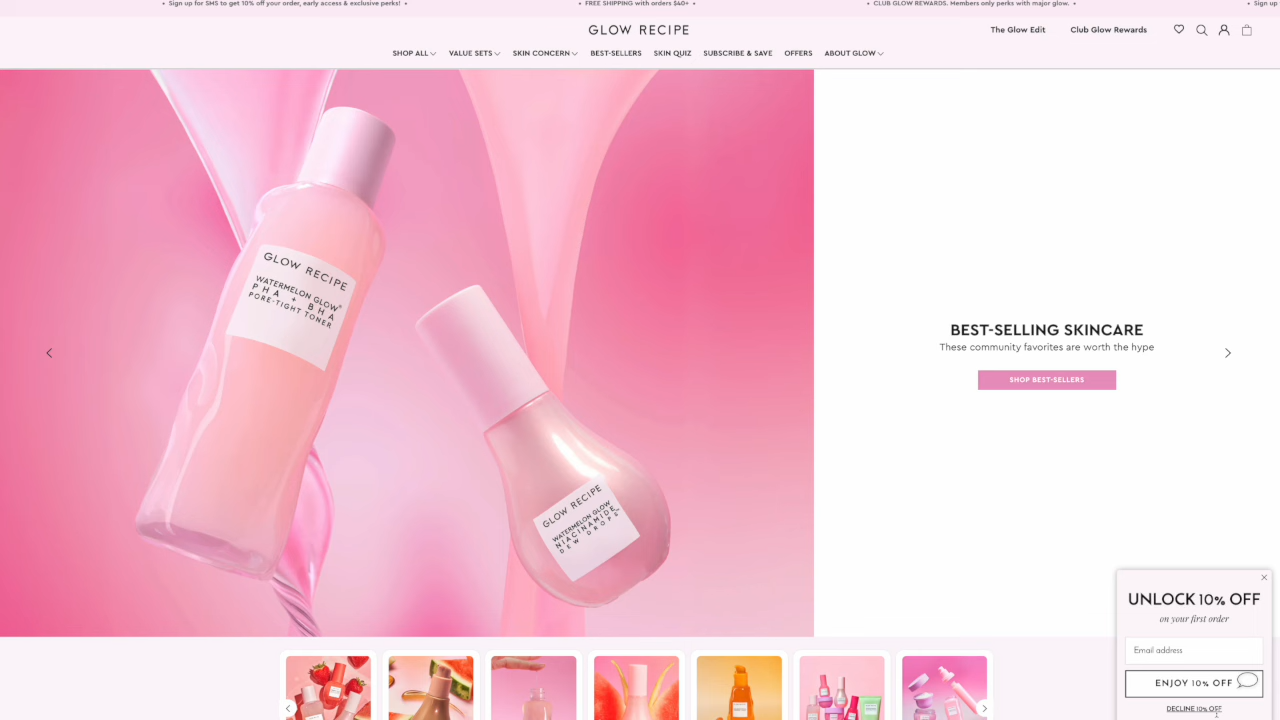 • Sign up for SMS to get 10% off your order, early access & exclusive perks! •
• FREE SHIPPING with orders $40+ •
• CLUB GLOW REWARDS. Members only perks with major glow. •
• Sign up
GLOW RECIPE
The Glow Edit
Club Glow Rewards
SHOP ALL
VALUE SETS
SKIN CONCERN
BEST-SELLERS
SKIN QUIZ
SUBSCRIBE & SAVE
OFFERS
ABOUT GLOW
GLOW RECIPE
WATERMELON GLOW®
PHA + BHA
PORE-TIGHT TONER
GLOW RECIPE
WATERMELON GLOW
NIACINAMIDE
DEW DROPS™
BEST-SELLING SKINCARE
These community favorites are worth the hype
SHOP BEST-SELLERS
UNLOCK 10% OFF
on your first order
Email address
ENJOY 10% OFF
DECLINE 10% OFF